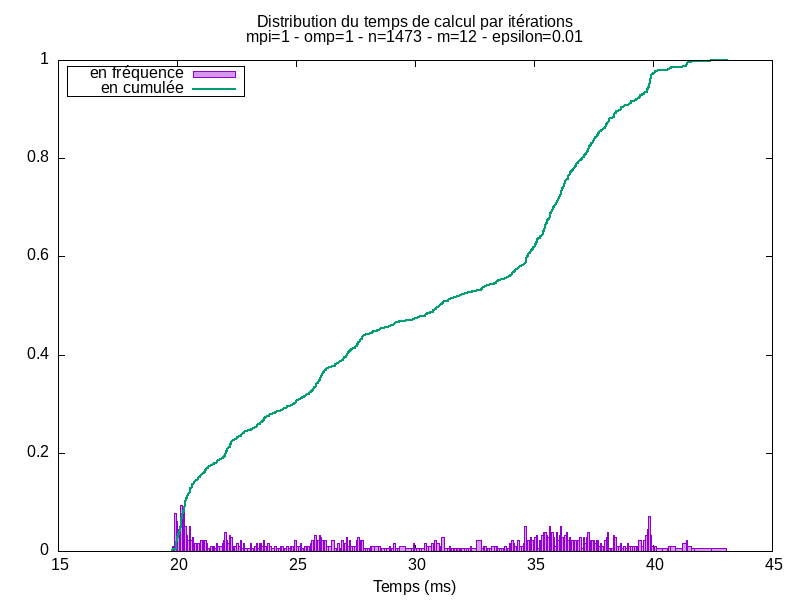 Distribution du temps de calcul par itérations
mpi=1 - omp=1 - n=1473 - m=12 - epsilon=0.01
en fréquence
en cumulée
1
0.8
0.6
0.4
0.2
0
15 20 25 30 35 40 45
Temps (ms)